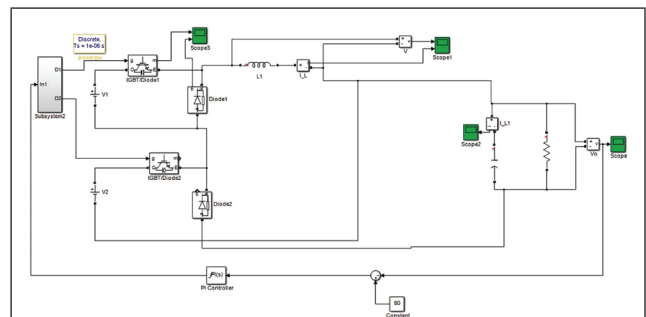 Discrete,
Ts = 1e-06 s
powergui
Scope3
D1
g
m
C
E
IGBT/Diode1
In1
D2
Subsystem2
V1
Diode1
L1
I_L
V
Scope1
g
m
C
E
IGBT/Diode2
V2
Diode2
I_L1
Scope2
Vo
Scope
PI(s)
PI Controller
60
Constant